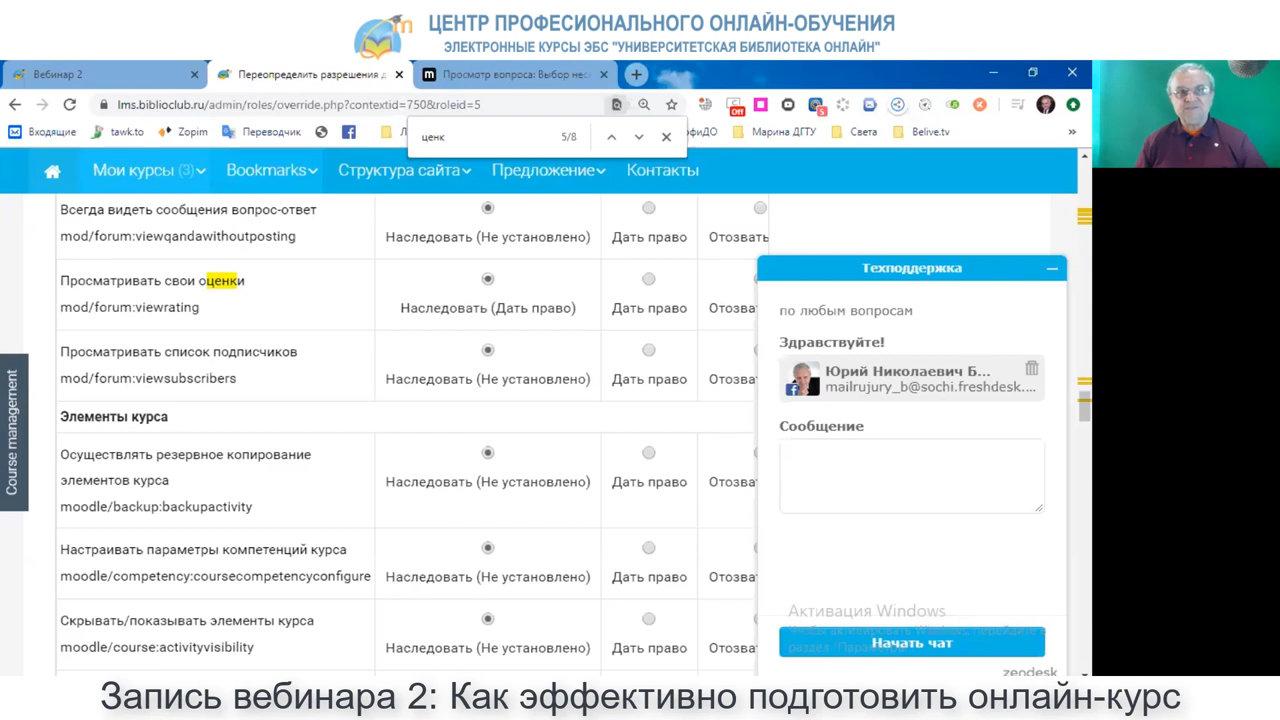 ЦЕНТР ПРОФЕСИОНАЛЬНОГО ОНЛАЙН-ОБУЧЕНИЯ
ЭЛЕКТРОННЫЕ КУРСЫ ЭБС "УНИВЕРСИТЕТСКАЯ БИБЛИОТЕКА ОНЛАЙН"
Вебинар 2
Переопределить разрешения д
Просмотр вопроса: Выбор нес
lms.biblioclub.ru/admin/roles/override.php?contextid=750&roleid=5
Входящие
tawk.to
Zopim
Переводчик
Марина ДГТУ
Света
Belive.tv
ценк
5/8
Мои курсы (3)
Bookmarks
Структура сайта
Предложение
Контакты
Всегда видеть сообщения вопрос-ответ
mod/forum:viewqandawithoutposting
Наследовать (Не установлено)
Дать право
Отозвать
Просматривать свои оценки
mod/forum:viewrating
Наследовать (Дать право)
Дать право
Отозва
Просматривать список подписчиков
mod/forum:viewsubscribers
Наследовать (Не установлено)
Дать право
Отозва
Элементы курса
Осуществлять резервное копирование
элементов курса
moodle/backup:backupactivity
Наследовать (Не установлено)
Дать право
Отозва
Настраивать параметры компетенций курса
moodle/competency:coursecompetencyconfigure
Наследовать (Не установлено)
Дать право
Отозва
Скрывать/показывать элементы курса
moodle/course:activityvisibility
Наследовать (Не установлено)
Дать право
Отозва
Course management
Техподдержка
по любым вопросам
Здравствуйте!
Юрий Николаевич Б...
mailrujury_b@sochi.freshdesk....
Сообщение
Активация Windows
Начать чат
zendesk
Запись вебинара 2: Как эффективно подготовить онлайн-курс